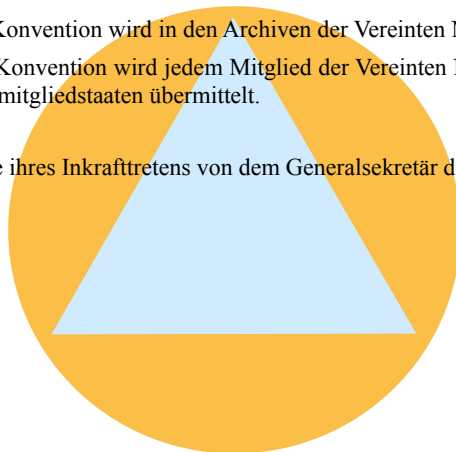 Konvention wird in den Archiven der Vereinten
Konvention wird jedem Mitglied der Vereinten
mitgliedstaaten übermittelt.
ihres Inkrafttretens von dem Generalsekretär